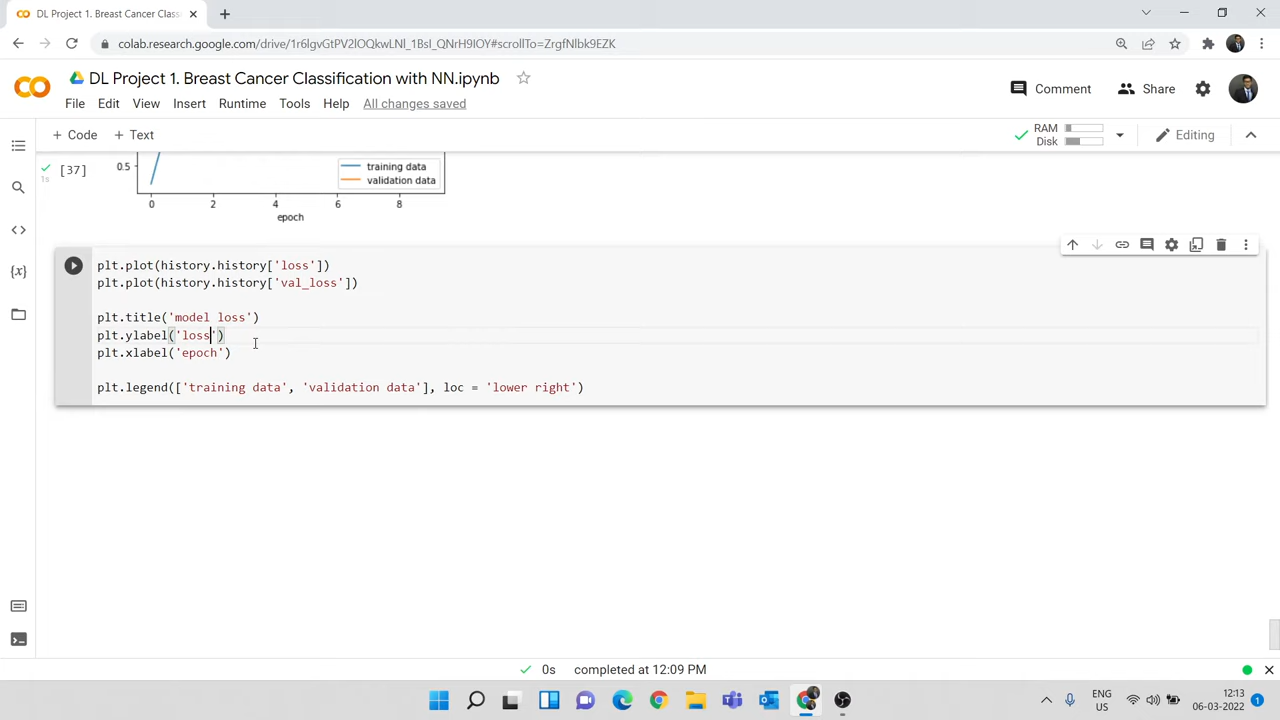 DL Project 1. Breast Cancer Class
colab.research.google.com/drive/1r6lgvGtPV2lOQkwLNl_1BsI_QNrH9IOY#scrollTo=ZrgfNlbk9EZK
DL Project 1. Breast Cancer Classification with NN.ipynb
File Edit View Insert Runtime Tools Help All changes saved
Comment Share
+ Code + Text
RAM
Disk
Editing
[37]
1s
0.5
training data
validation data
0 2 4 6 8
epoch
plt.plot(history.history['loss'])
plt.plot(history.history['val_loss'])
plt.title('model loss')
plt.ylabel('loss')
plt.xlabel('epoch')
plt.legend(['training data', 'validation data'], loc = 'lower right')
{x}
0s completed at 12:09 PM
ENG
US
12:13
06-03-2022
1